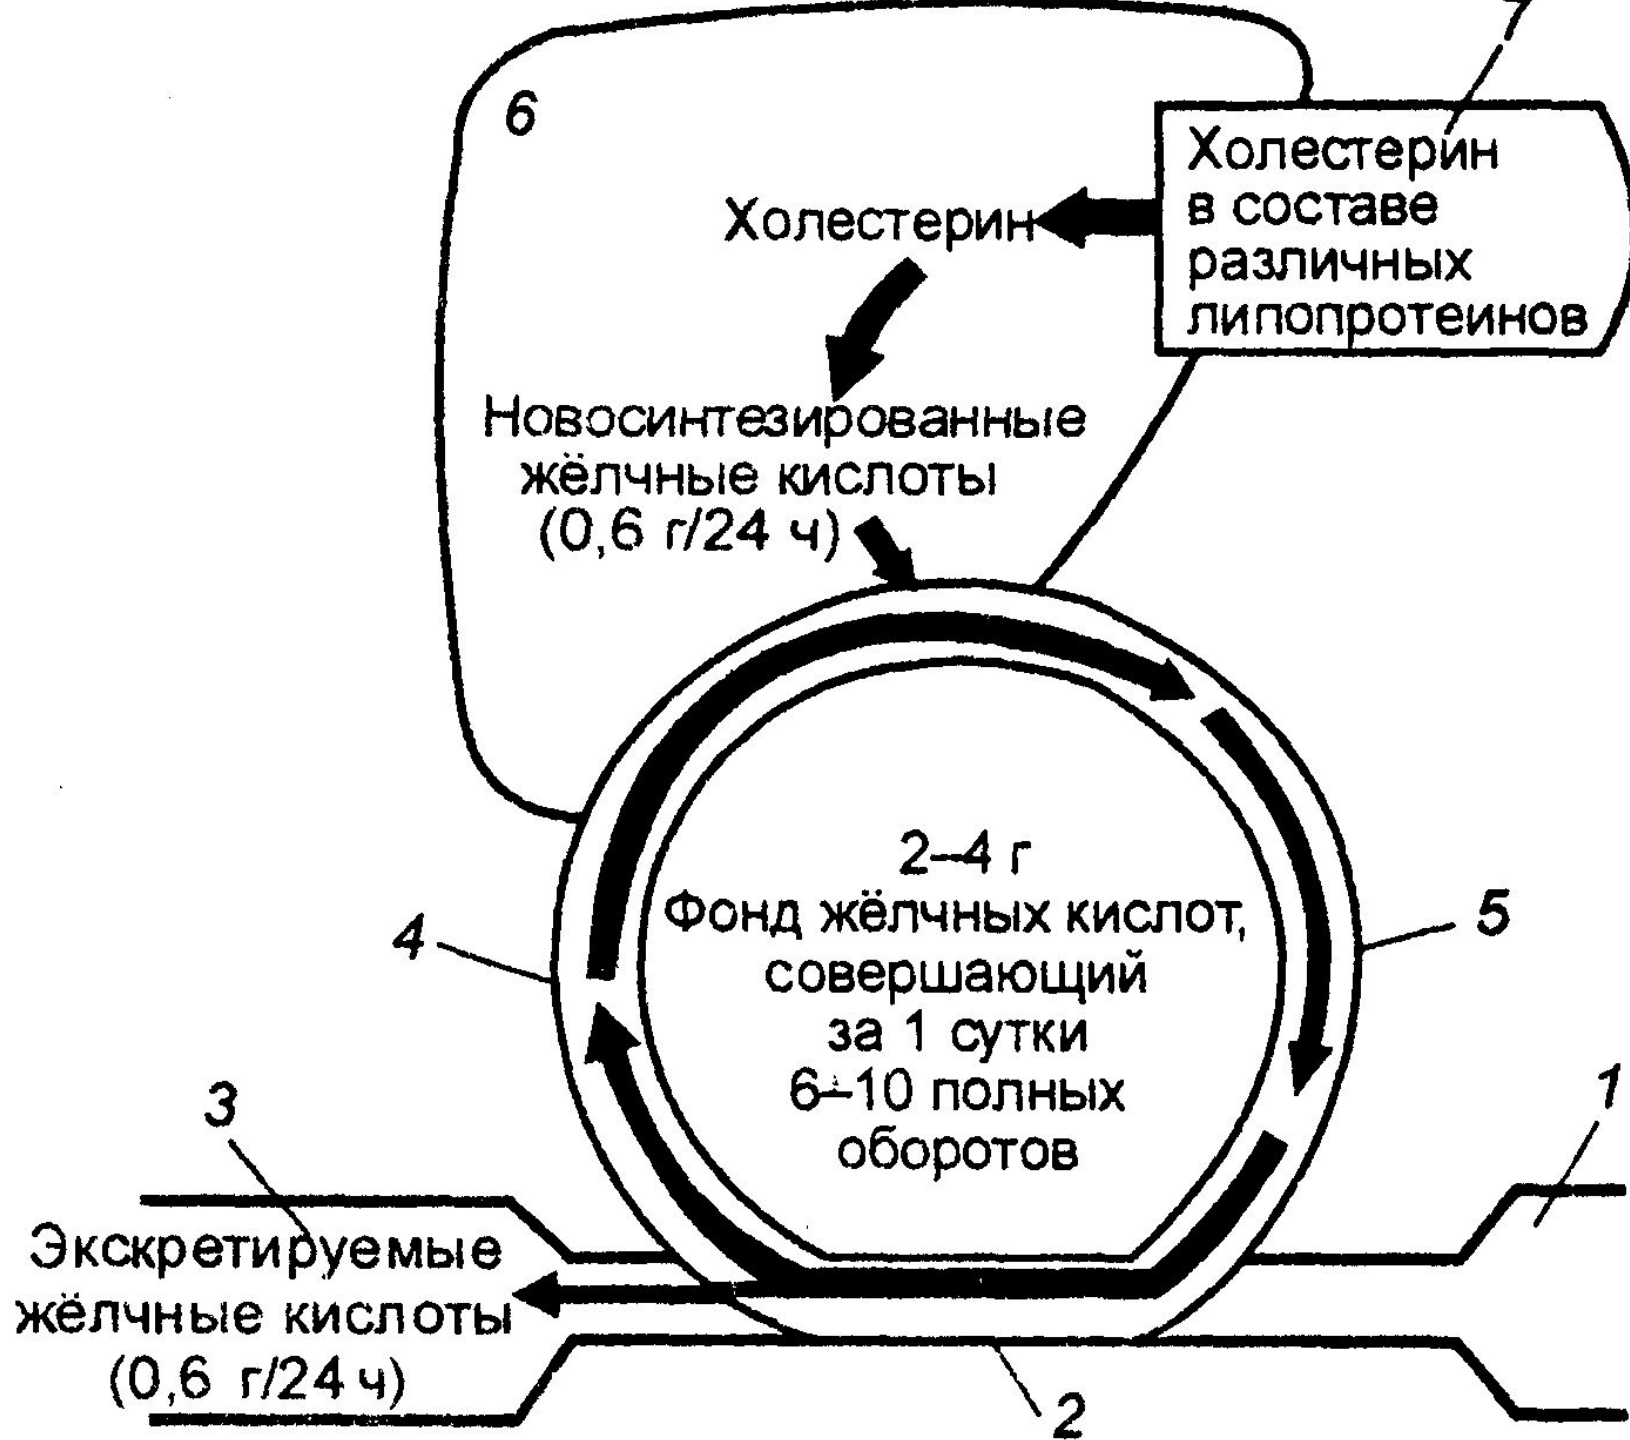 7
6
Холестерин
в составе
различных
липопротеинов
Холестерин
Новосинтезированные
жёлчные кислоты
(0,6 г/24 ч)
2–4 г
Фонд жёлчных кислот,
совершающий
за 1 сутки
6–10 полных
оборотов
4
5
3
1
Экскретируемые
жёлчные кислоты
(0,6 г/24 ч)
2